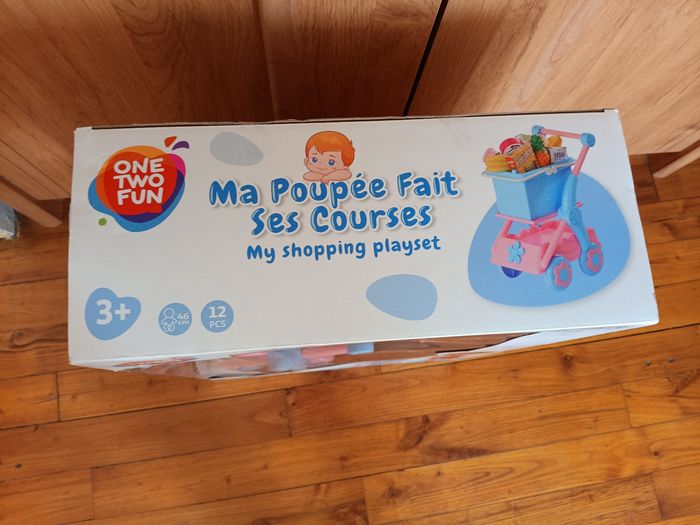 ONE
TWO
FUN
Ma Poupée Fait
Ses Courses
My shopping playset
3+
46
cm
12
PCS